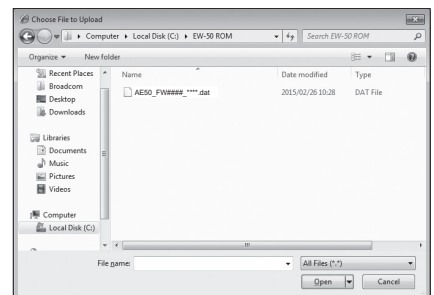 Choose File to Upload
Computer ▸ Local Disk (C:) ▸ EW-50 ROM
Search EW-50 ROM
Organize ▾ New folder
Name Date modified Type
Recent Places
Broadcom
Desktop
Downloads
AE50_FW####_****.dat 2015/02/26 10:28 DAT File
Libraries
Documents
Music
Pictures
Videos
Computer
Local Disk (C:)
File name:
All Files (*.*)
Open
Cancel